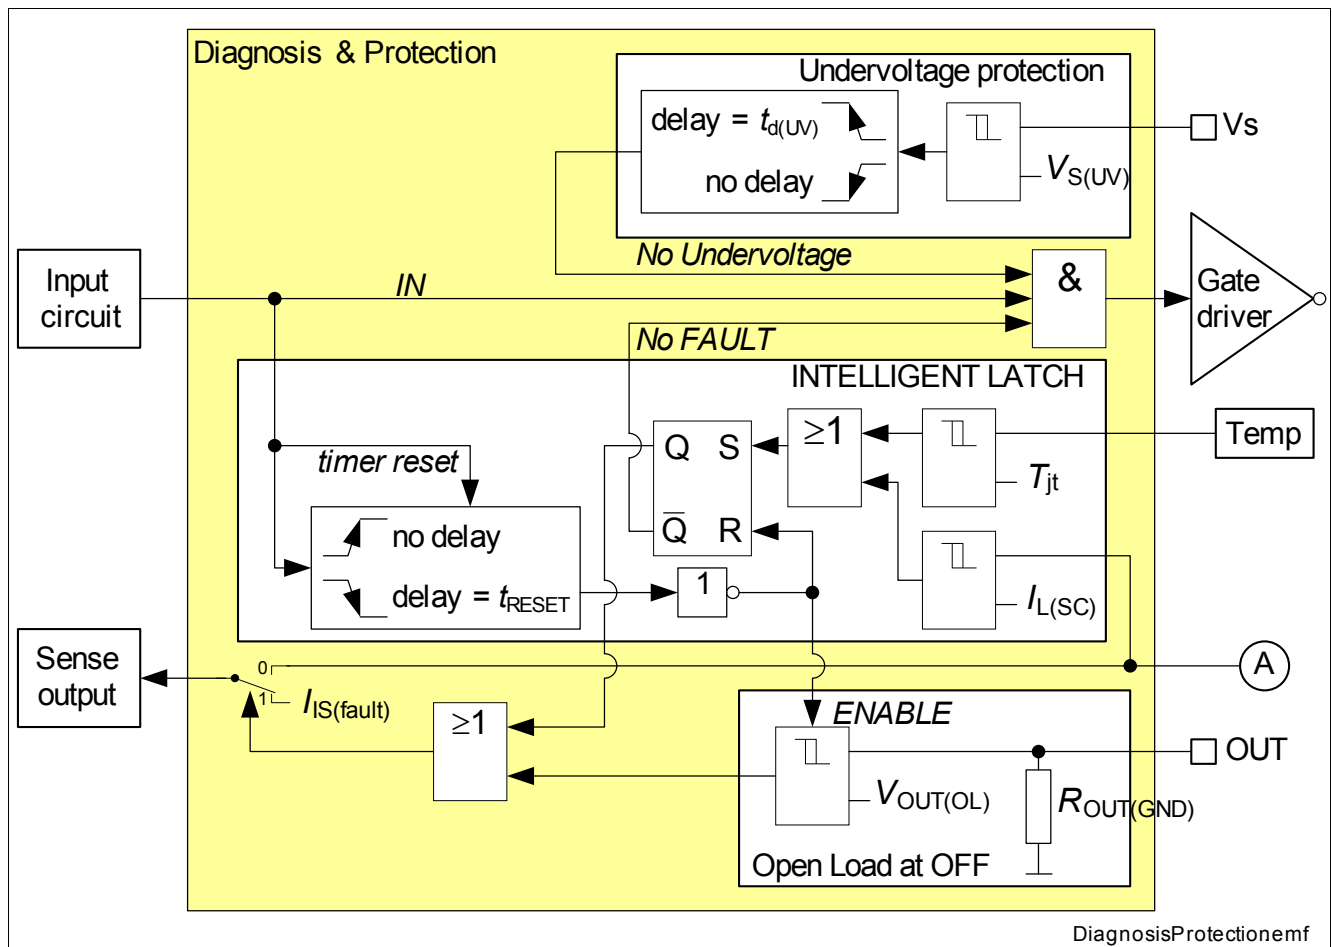 Diagnosis & Protection
Undervoltage protection
delay = td(UV)
no delay
Vs
VS(UV)
No Undervoltage
Input
circuit
IN
&
Gate
driver
No FAULT
INTELLIGENT LATCH
timer reset
Q S
Q̅ R
≥1
Temp
Tjt
no delay
delay = tRESET
1
IL(SC)
Sense
output
0
1
IIS(fault)
A
≥1
ENABLE
OUT
VOUT(OL)
ROUT(GND)
Open Load at OFF
DiagnosisProtectionemf